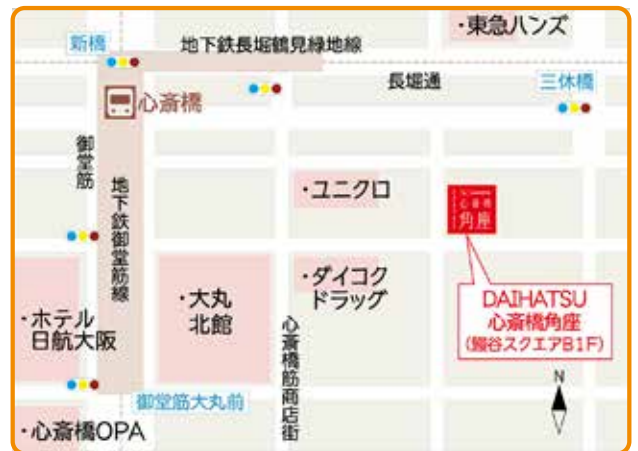 ・東急ハンズ
新橋
地下鉄長堀鶴見緑地線
長堀通
三休橋
心斎橋
御堂筋
地下鉄御堂筋線
・ユニクロ
心斎橋
角座
・ダイコク
ドラッグ
DAIHATSU
心斎橋角座
(鰻谷スクエアB1F)
・大丸
北館
・ホテル
日航大阪
心斎橋筋商店街
N
御堂筋大丸前
・心斎橋OPA